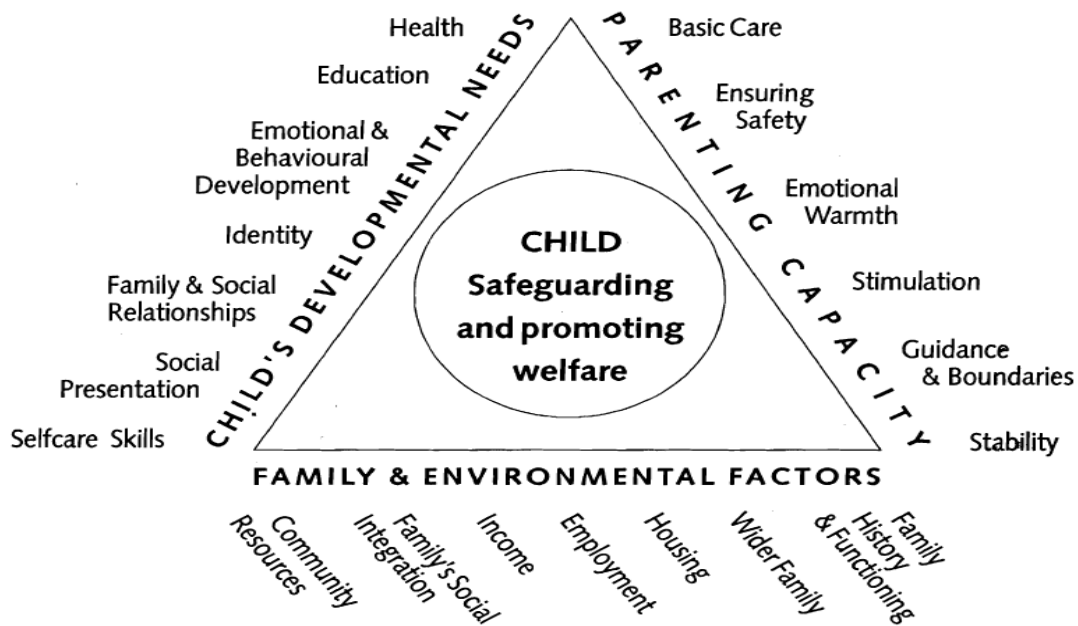 Health
Education
Emotional &
Behavioural
Development
Identity
Family & Social
Relationships
Social
Presentation
Selfcare Skills
CHILD'S DEVELOPMENTAL NEEDS
CHILD
Safeguarding
and promoting
welfare
PARENTING CAPACITY
Basic Care
Ensuring
Safety
Emotional
Warmth
Stimulation
Guidance
& Boundaries
Stability
FAMILY & ENVIRONMENTAL FACTORS
Community
Resources
Family's Social
Integration
Income
Employment
Housing
Wider Family
Family
History
& Functioning